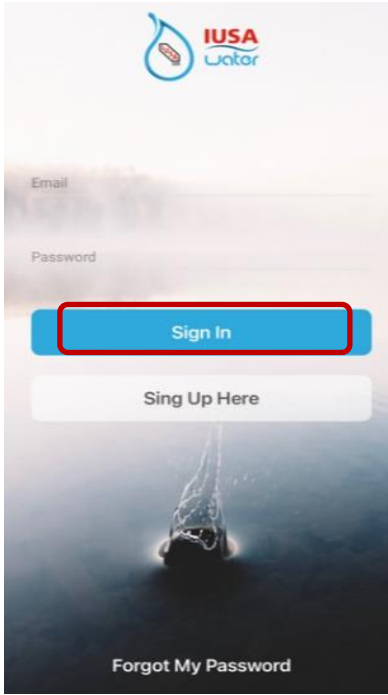 IUSA
water
Email
Password
Sign In
Sing Up Here
Forgot My Password